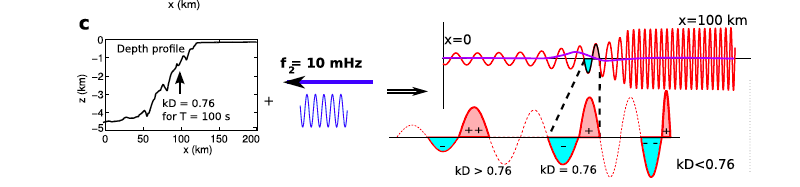 x (km)
c
x=100 km
x=0
Depth profile
f2= 10 mHz
z (km)
0
−1
−2
−3
−4
−5
kD = 0.76
for T = 100 s
+
0 50 100 150 200
x (km)
++
+
+
-
-
- -
kD > 0.76
kD = 0.76
kD<0.76